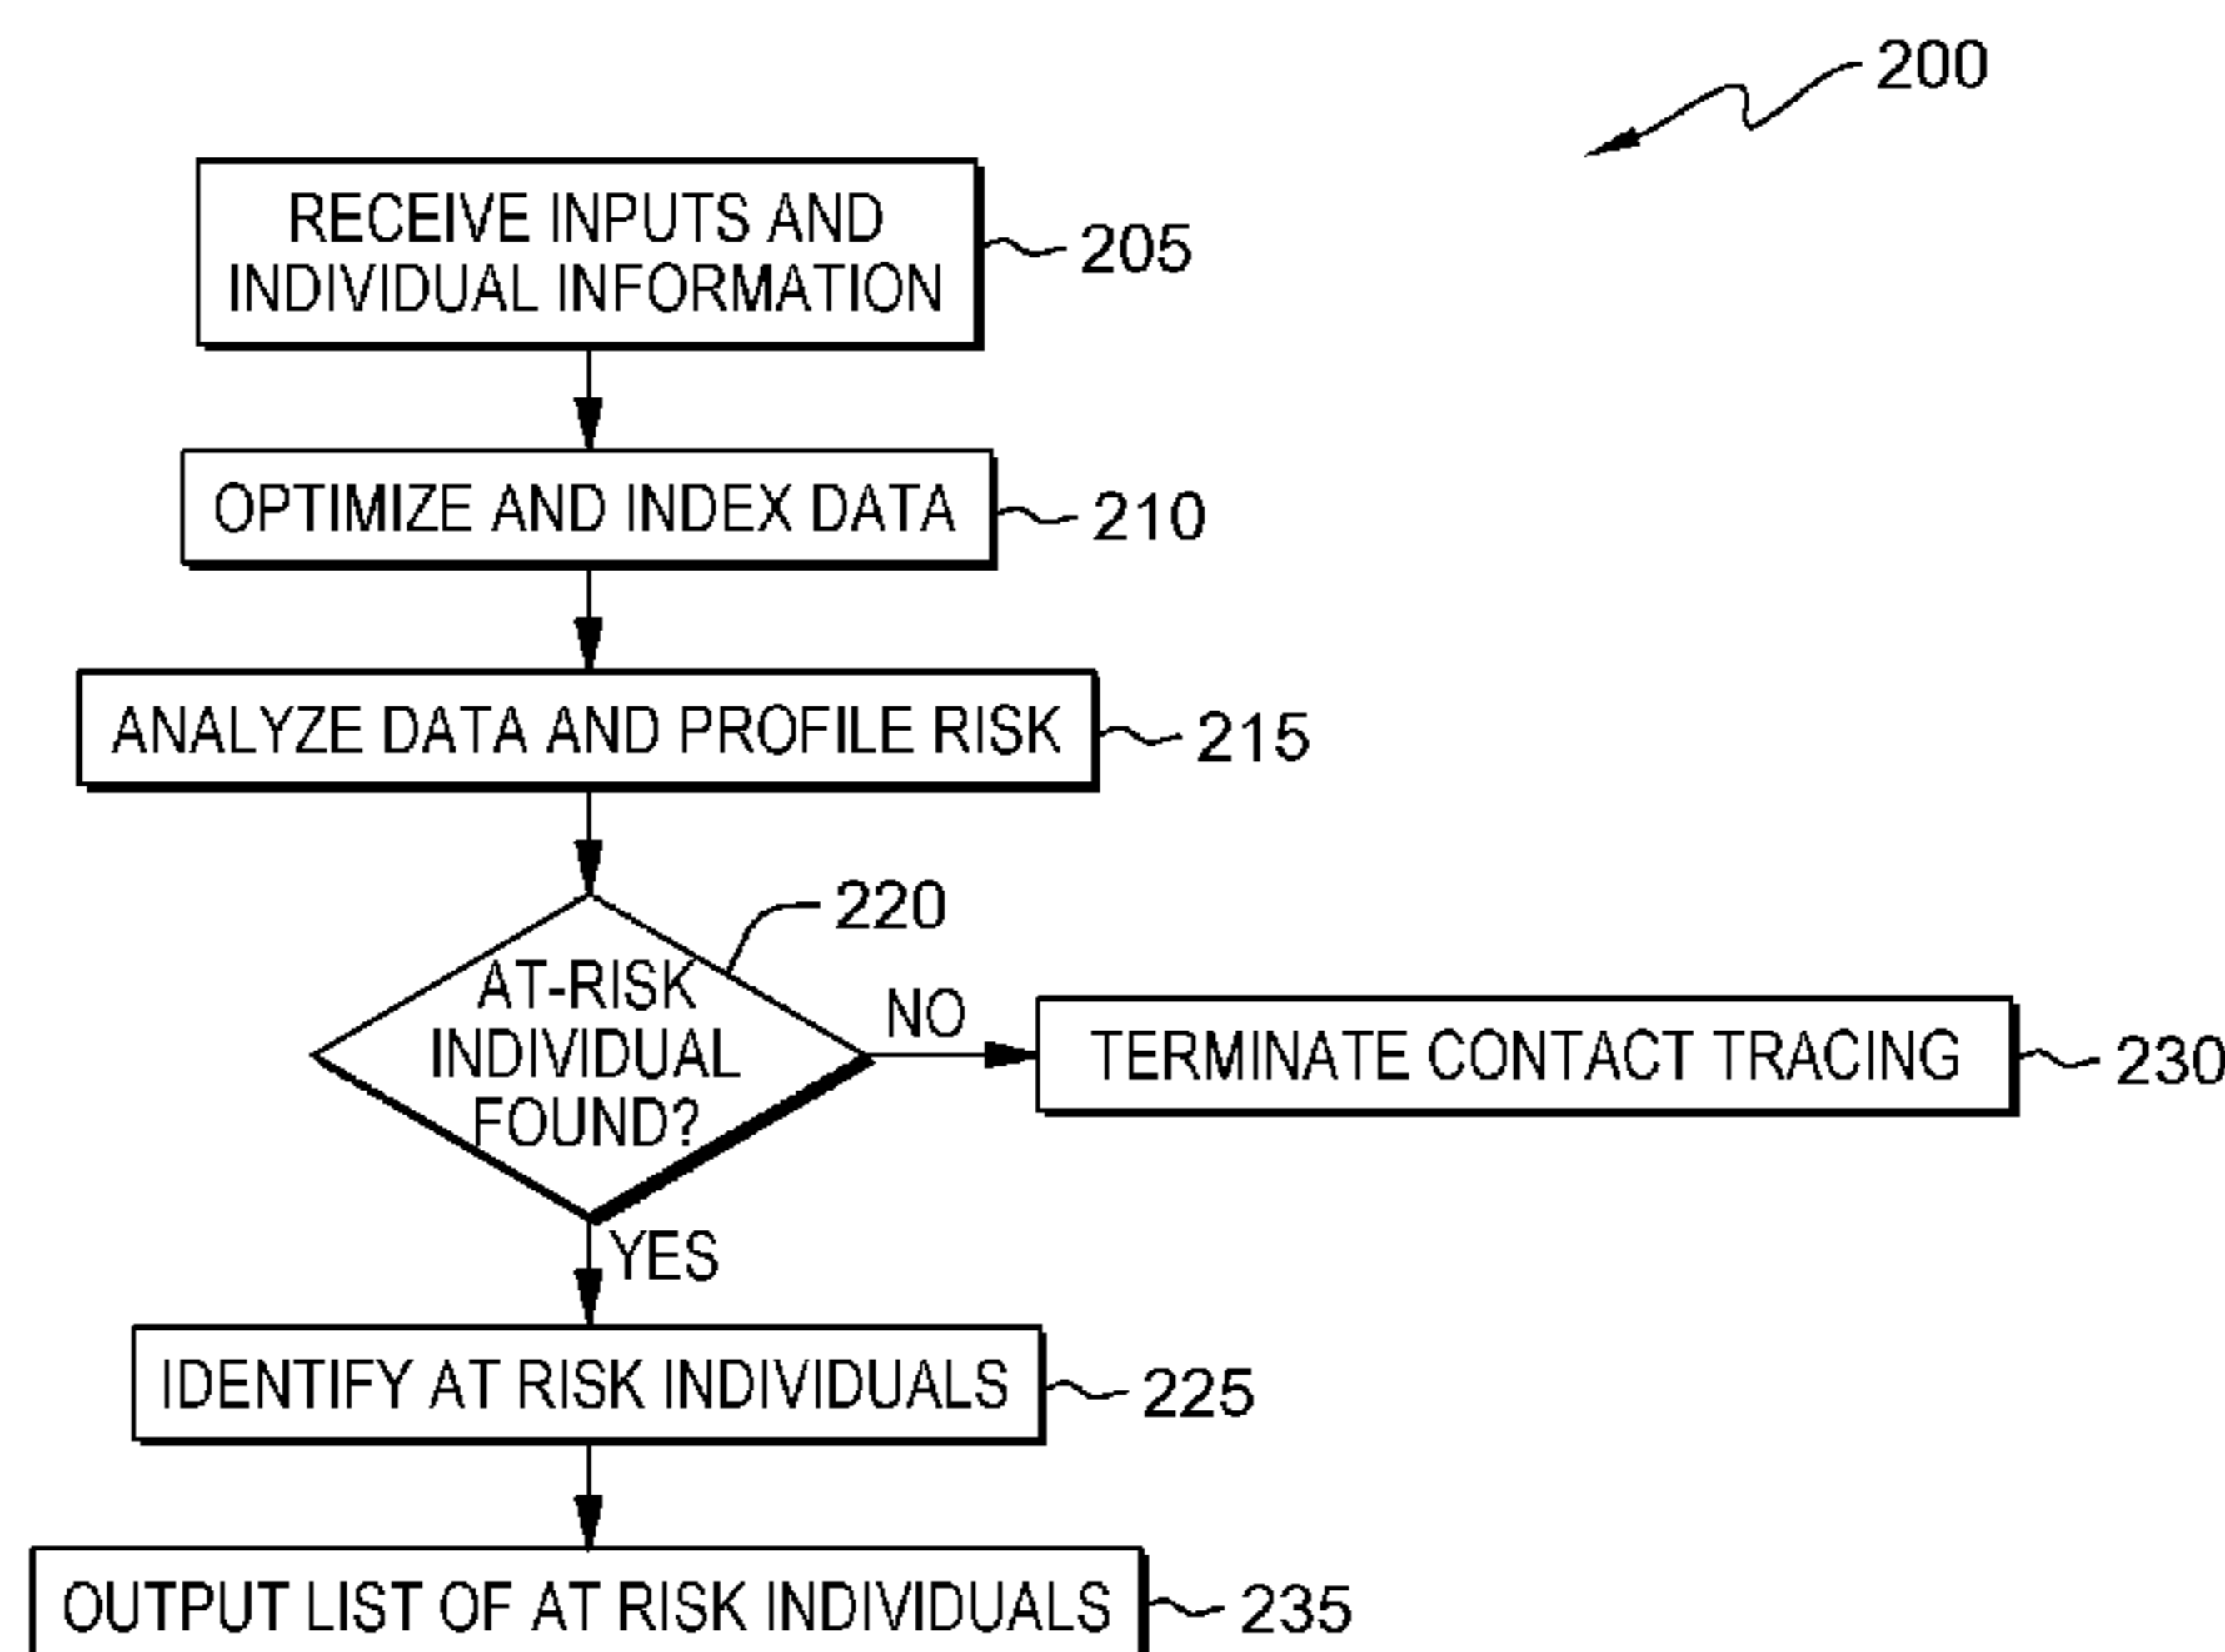 200
RECEIVE INPUTS AND
INDIVIDUAL INFORMATION
205
OPTIMIZE AND INDEX DATA
210
ANALYZE DATA AND PROFILE RISK
215
220
AT-RISK
INDIVIDUAL
FOUND?
NO
TERMINATE CONTACT TRACING
230
YES
IDENTIFY AT RISK INDIVIDUALS
225
OUTPUT LIST OF AT RISK INDIVIDUALS
235